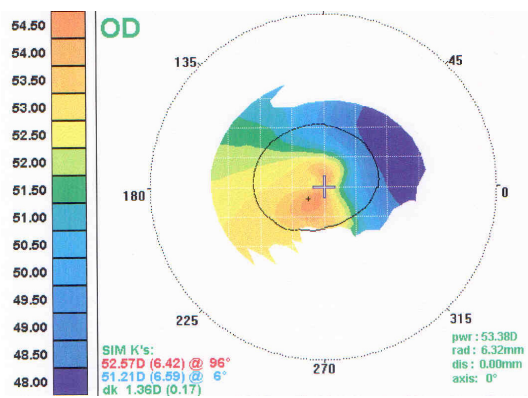 54.50
54.00
53.50
53.00
52.50
52.00
51.50
51.00
50.50
50.00
49.50
49.00
48.50
48.00
OD
135
45
180
0
225
315
270
SIM K's:
52.57D (6.42) @ 96°
51.21D (6.59) @ 6°
dk 1.36D (0.17)
pwr : 53.38D
rad : 6.32mm
dis : 0.00mm
axis: 0°